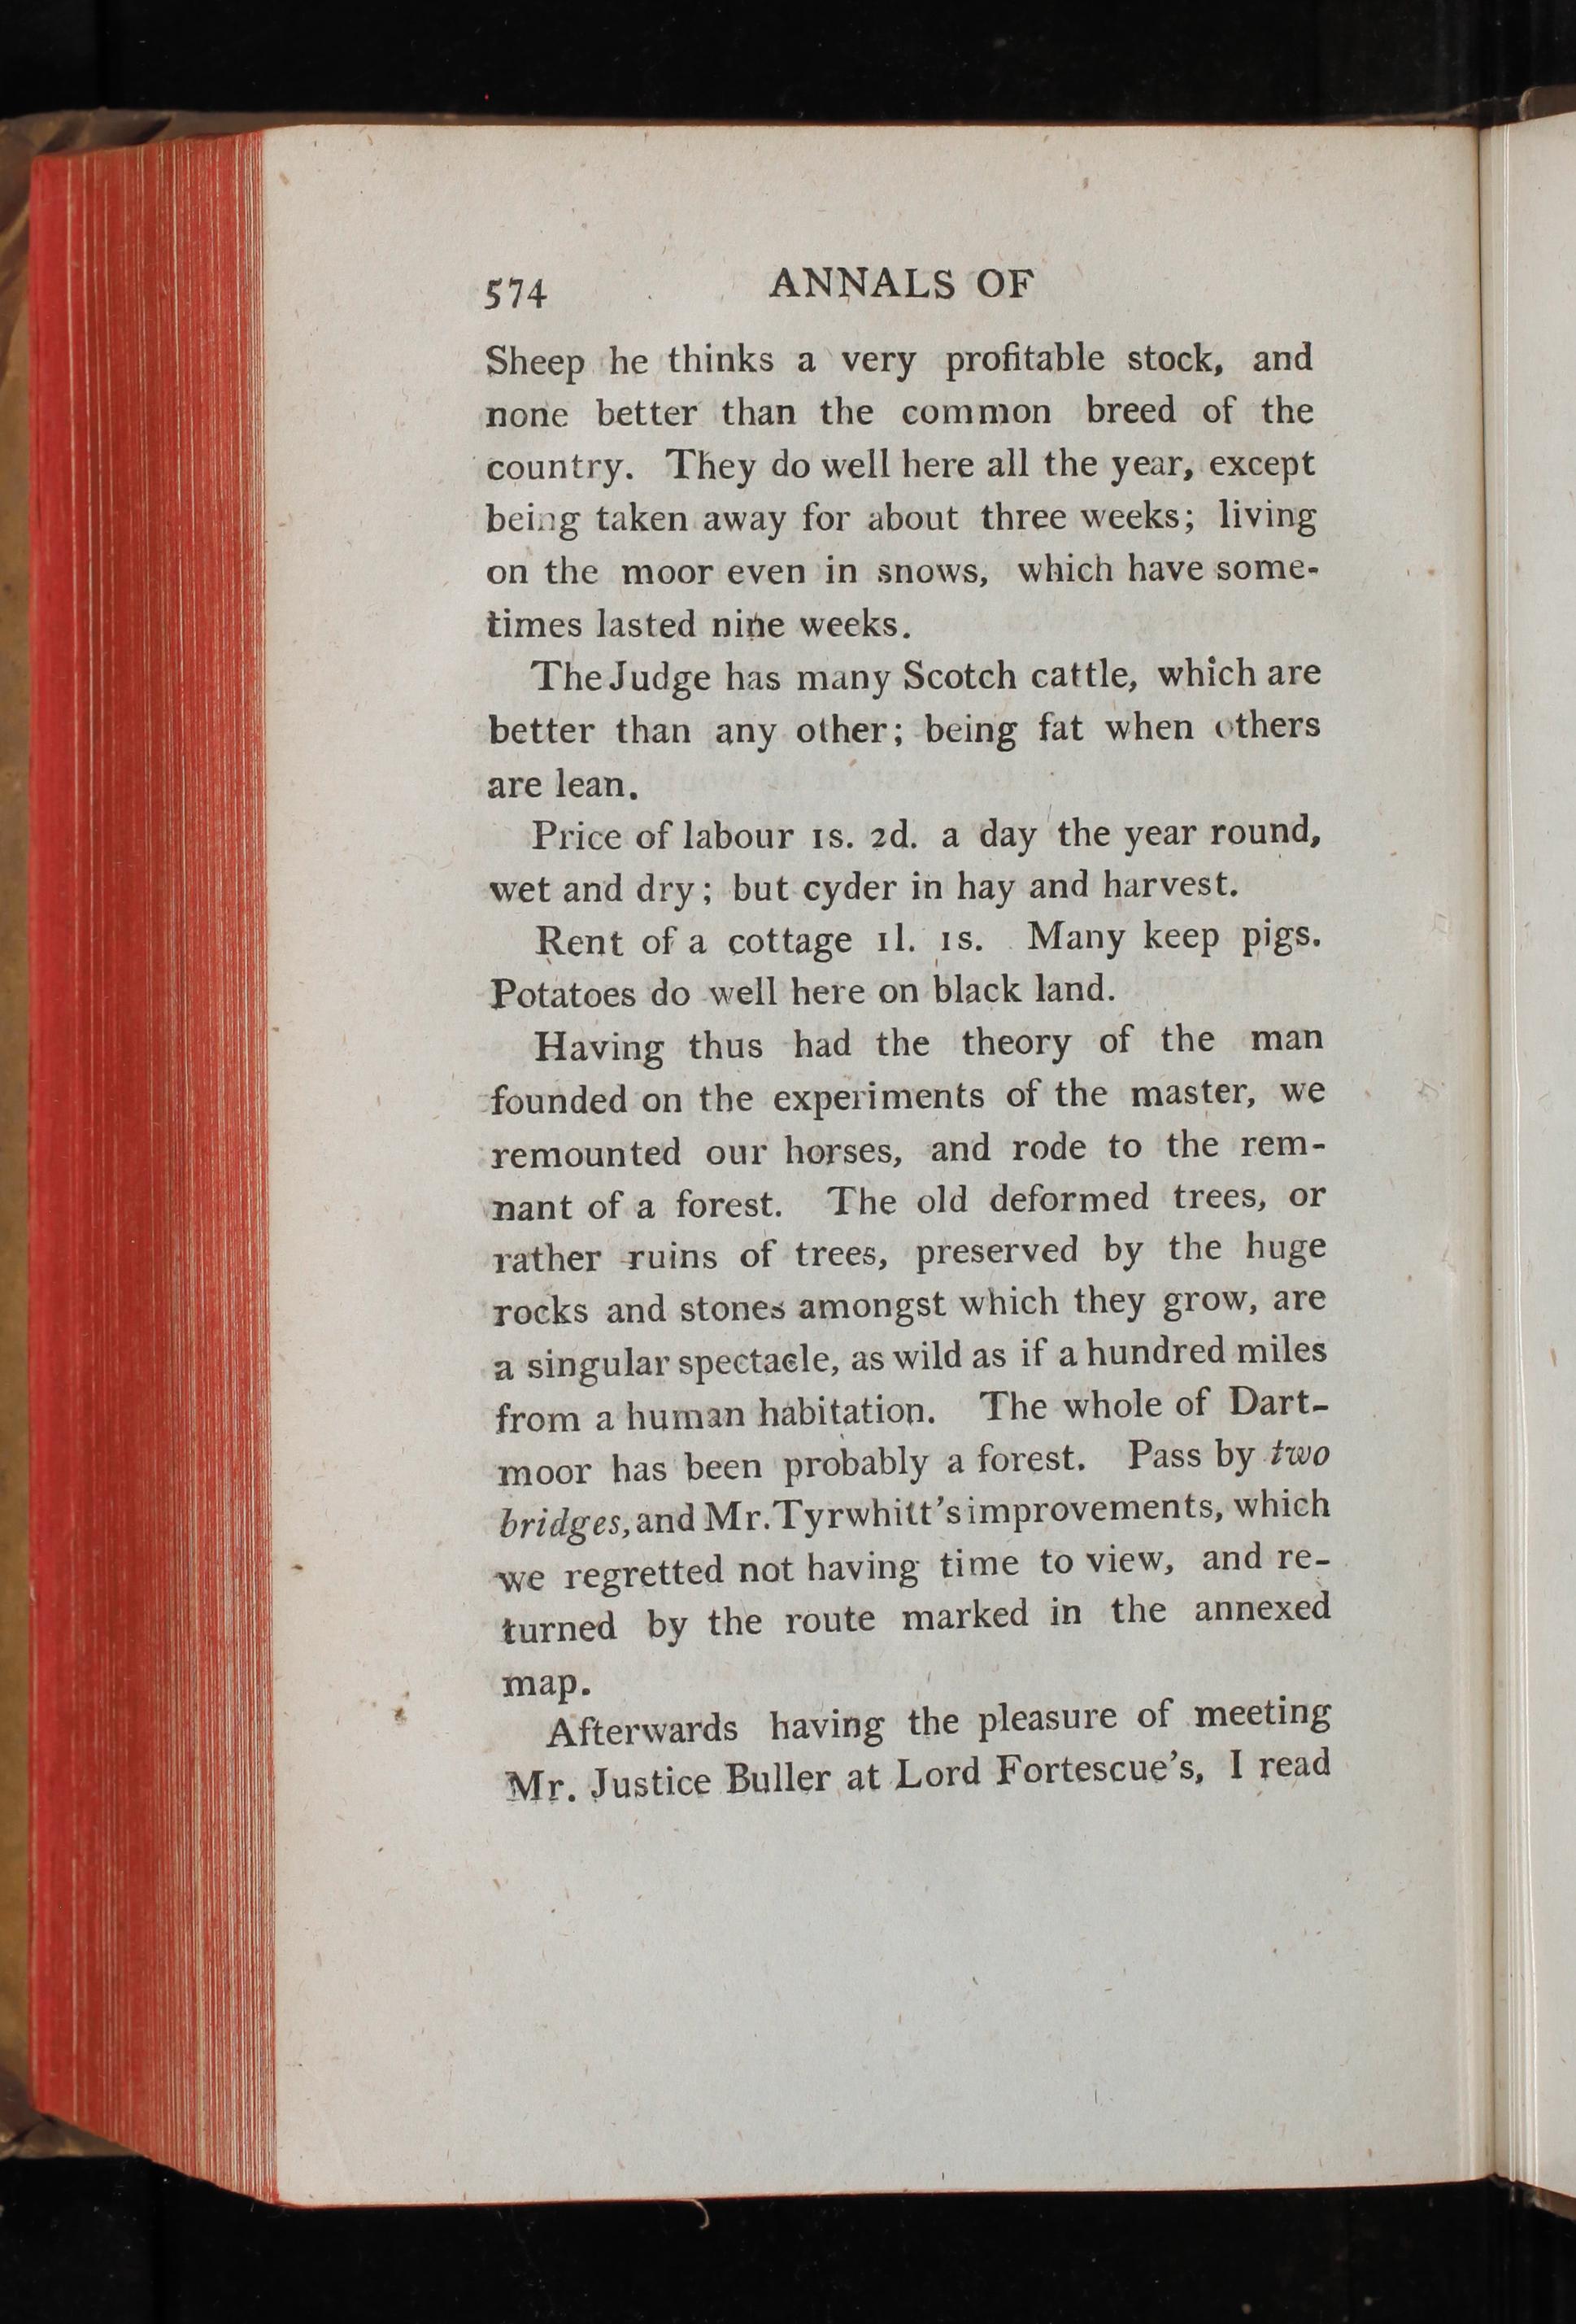 574 ANNALS OF
Sheep he thinks a very profitable stock, and
none better than the common breed of the
country. They do well here all the year, except
being taken away for about three weeks; living
on the moor even in snows, which have some-
times lasted nine weeks.
The Judge has many Scotch cattle, which are
better than any other; being fat when others
are lean.
Price of labour 1s. 2d. a day the year round,
wet and dry; but cyder in hay and harvest.
Rent of a cottage 1l. 1s. Many keep pigs.
Potatoes do well here on black land.
Having thus had the theory of the man
founded on the experiments of the master, we
remounted our horses, and rode to the rem-
nant of a forest. The old deformed trees, or
rather ruins of trees, preserved by the huge
rocks and stones amongst which they grow, are
a singular spectacle, as wild as if a hundred miles
from a human habitation. The whole of Dart-
moor has been probably a forest. Pass by two
bridges, and Mr. Tyrwhitt's improvements, which
we regretted not having time to view, and re-
turned by the route marked in the annexed
map.
Afterwards having the pleasure of meeting
Mr. Justice Buller at Lord Fortescue's, I read